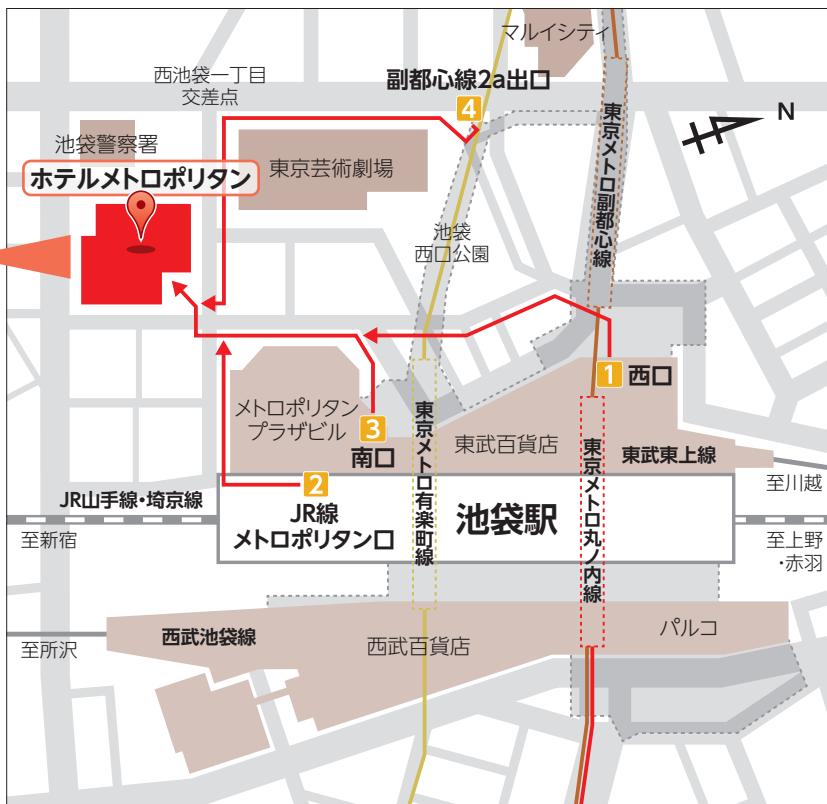 マルイシティ
西池袋一丁目
交差点
副都心線2a出口
4
N
池袋警察署
ホテルメトロポリタン
東京芸術劇場
東京メトロ副都心線
池袋
西口公園
1 西口
メトロポリタン
プラザビル
3
南口
東京メトロ有楽町線
東武百貨店
東京メトロ丸ノ内線
東武東上線
至川越
JR山手線・埼京線
2
JR線
メトロポリタン口
池袋駅
至新宿
至上野
・赤羽
至所沢
西武池袋線
西武百貨店
パルコ